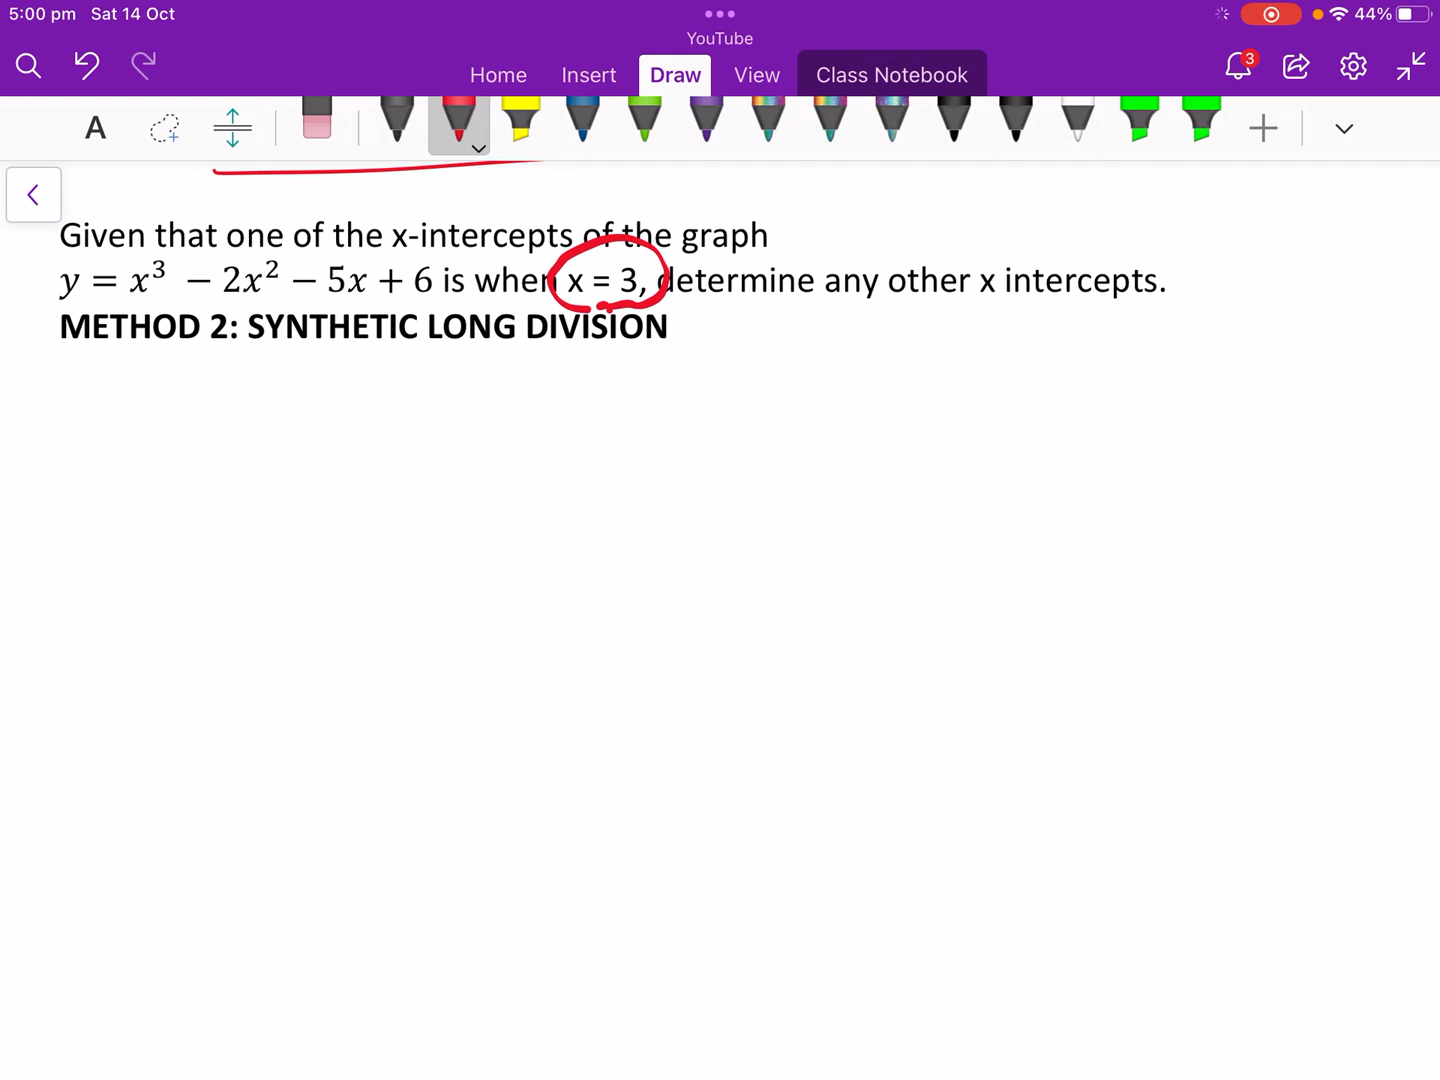 5:00 pm Sat 14 Oct
44%
YouTube
Home Insert Draw View Class Notebook
3
A
Given that one of the x-intercepts of the graph
y = x³ − 2x² − 5x + 6 is when x = 3, determine any other x intercepts.
METHOD 2: SYNTHETIC LONG DIVISION